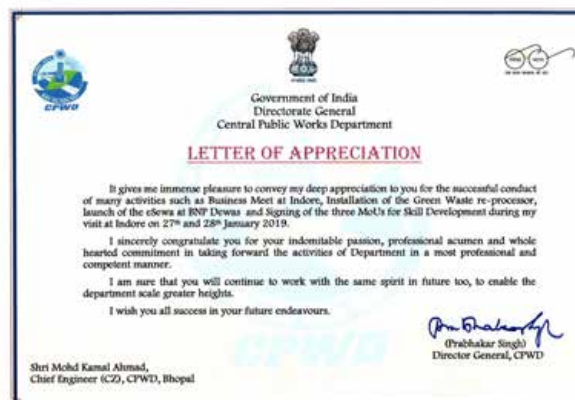 CPWD
Government of India
Directorate General
Central Public Works Department
LETTER OF APPRECIATION
It gives me immense pleasure to convey my deep appreciation to you for the successful conduct
of many activities such as Business Meet at Indore, Installation of the Green Waste re-processor,
launch of the eSewa at BNP Dewas and Signing of the three MoUs for Skill Development during my
visit at Indore on 27th and 28th January 2019.
I sincerely congratulate you for your indomitable passion, professional acumen and whole
hearted commitment in taking forward the activities of Department in a most professional and
competent manner.
I am sure that you will continue to work with the same spirit in future too, to enable the
department scale greater heights.
I wish you all success in your future endeavours.
CPWD
(Prabhakar Singh)
Director General, CPWD
Shri Mohd Kamal Ahmad,
Chief Engineer (CZ), CPWD, Bhopal